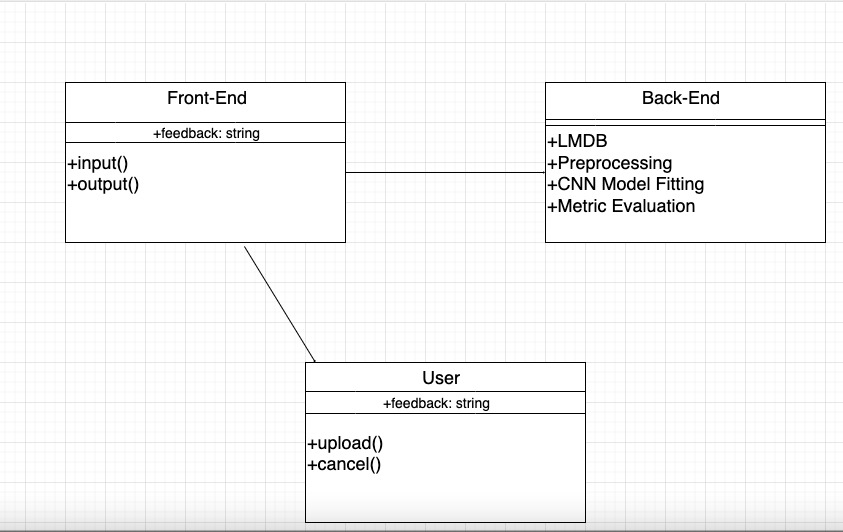 Front-End
+feedback: string
+input()
+output()
Back-End
+LMDB
+Preprocessing
+CNN Model Fitting
+Metric Evaluation
User
+feedback: string
+upload()
+cancel()